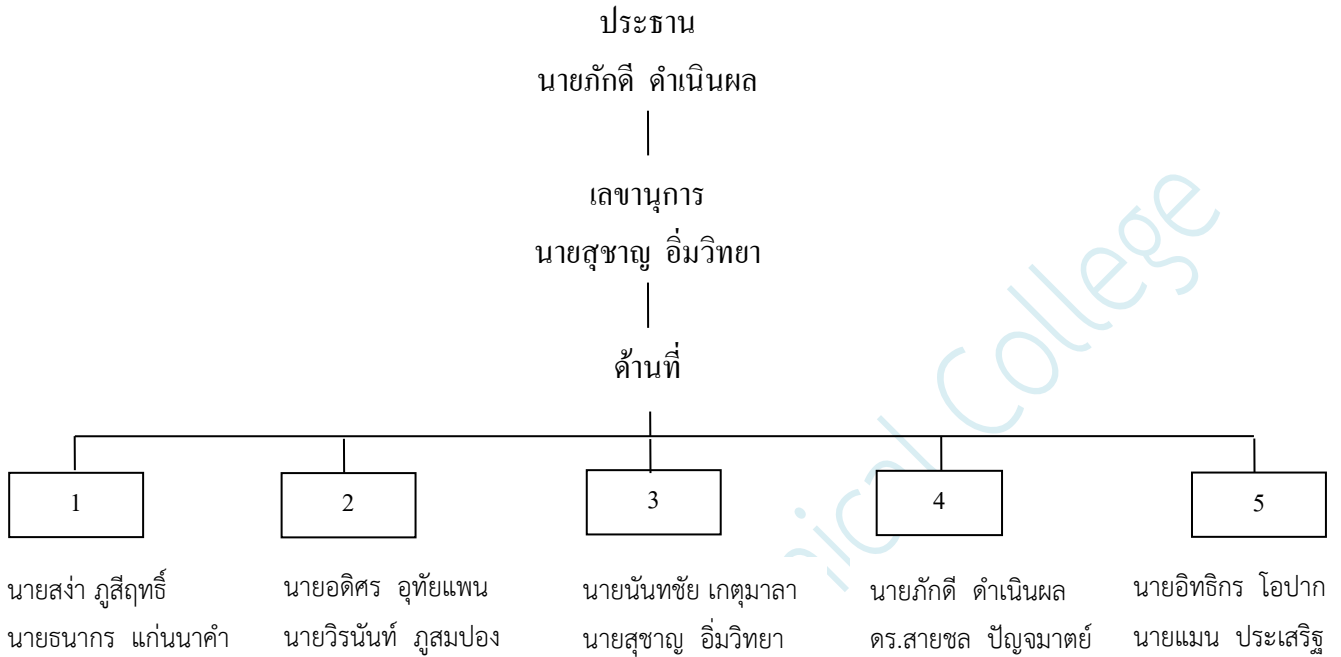 ประธาน
นายภักดี ดำเนินผล
เลขานุการ
นายสุชาญ อิ่มวิทยา
ด้านที่
1 2 3 4 5
นายสง่า ภูสีฤทธิ์ นายอดิศร อุทัยแพน นายนันทชัย เกตุมาลา นายภักดี ดำเนินผล นายอิทธิกร โอปาก
นายธนากร แก่นนาคำ นายวิรนันท์ ภูสมปอง นายสุชาญ อิ่มวิทยา ดร.สายชล ปัญจมาตย์ นายแมน ประเสริฐ
College